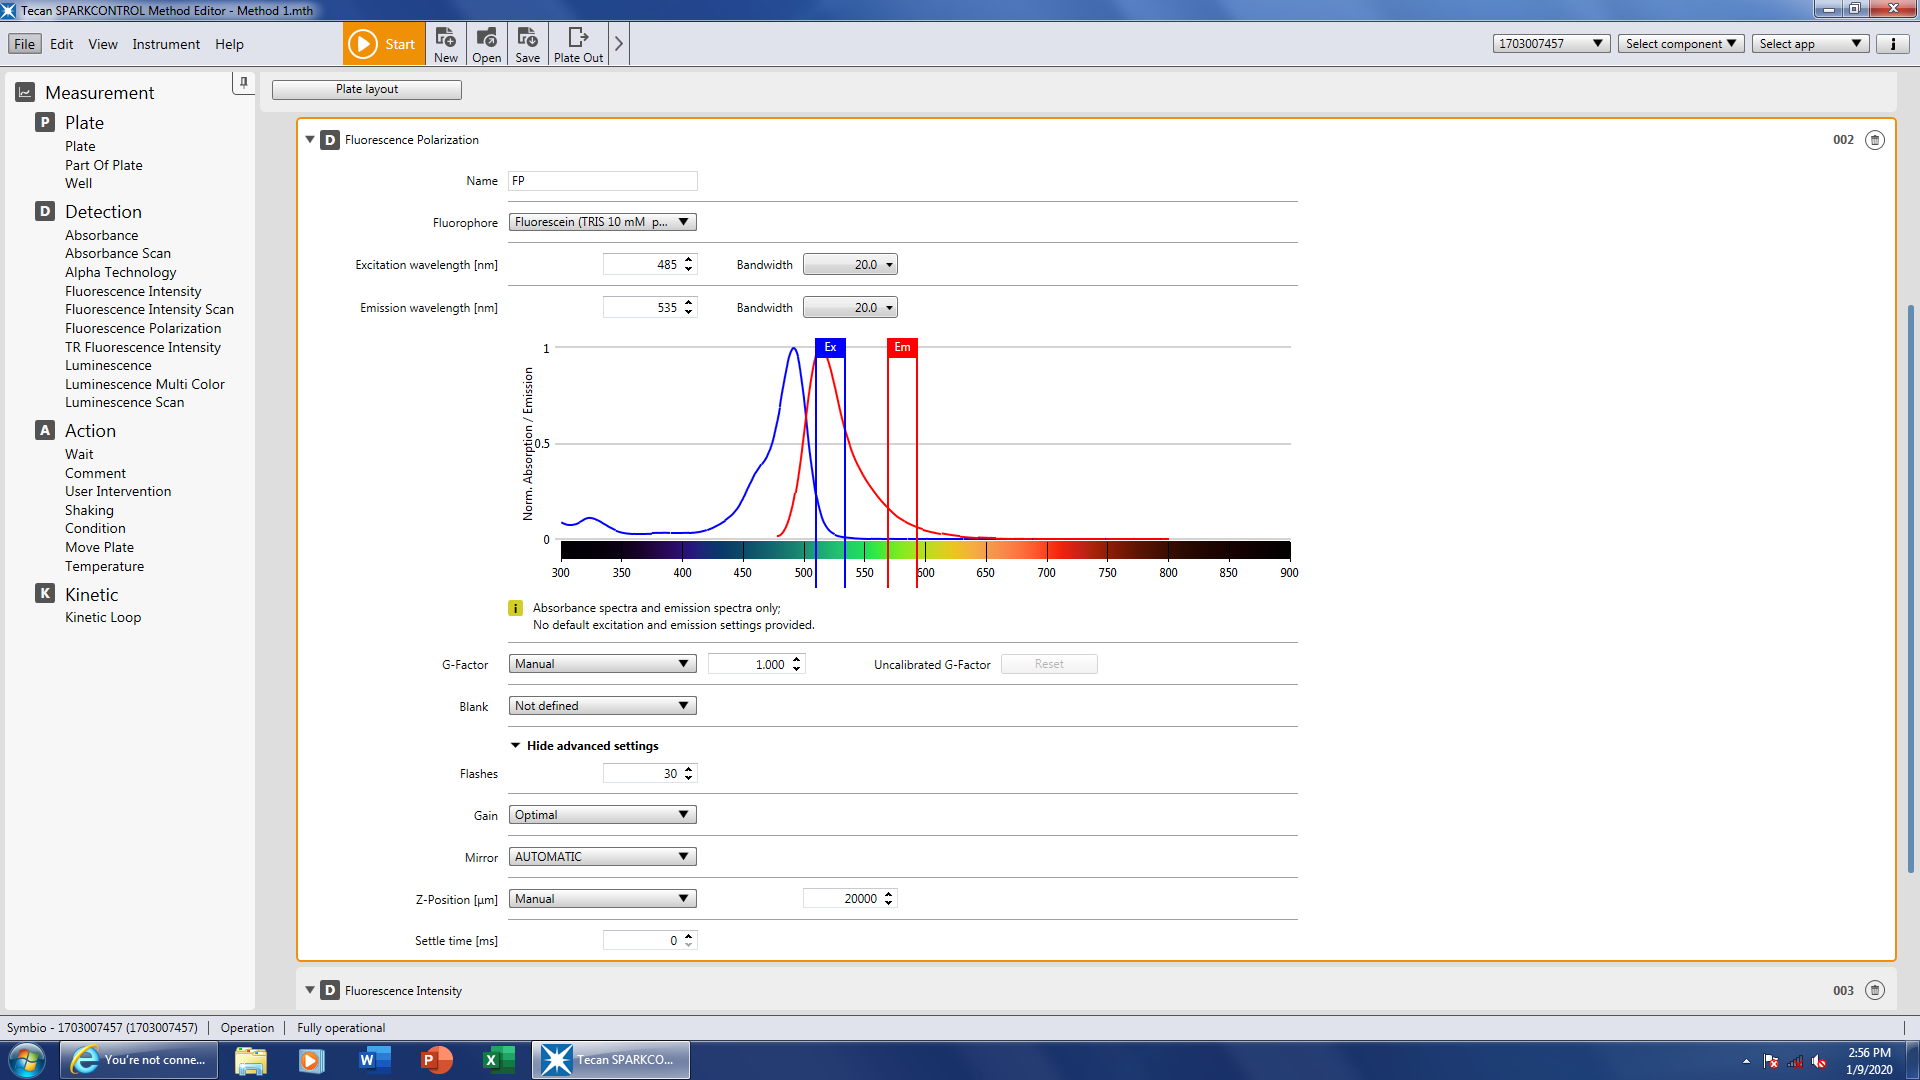 Tecan SPARKCONTROL Method Editor - Method 1.mth
File Edit View Instrument Help
Start
New
Open
Save
Plate Out
1703007457
Select component
Select app
i
Measurement
P Plate
Plate
Part Of Plate
Well
D Detection
Absorbance
Absorbance Scan
Alpha Technology
Fluorescence Intensity
Fluorescence Intensity Scan
Fluorescence Polarization
TR Fluorescence Intensity
Luminescence
Luminescence Multi Color
Luminescence Scan
A Action
Wait
Comment
User Intervention
Shaking
Condition
Move Plate
Temperature
K Kinetic
Kinetic Loop
Plate layout
D Fluorescence Polarization 002
Name FP
Fluorophore Fluorescein (TRIS 10 mM p...
Excitation wavelength [nm] 485 Bandwidth 20.0
Emission wavelength [nm] 535 Bandwidth 20.0
Ex Em
Norm. Absorption / Emission
1
0.5
0
300 350 400 450 500 550 600 650 700 750 800 850 900
i Absorbance spectra and emission spectra only;
No default excitation and emission settings provided.
G-Factor Manual 1.000 Uncalibrated G-Factor Reset
Blank Not defined
Hide advanced settings
Flashes 30
Gain Optimal
Mirror AUTOMATIC
Z-Position [µm] Manual 20000
Settle time [ms] 0
D Fluorescence Intensity 003
Symbio - 1703007457 (1703007457) Operation Fully operational
You're not conne...
Tecan SPARKCO...
2:56 PM
1/9/2020